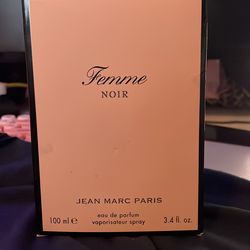 Femme
NOIR
JEAN MARC PARIS
eau de parfum
100 ml ℮ vaporisateur spray 3.4 fl. oz.